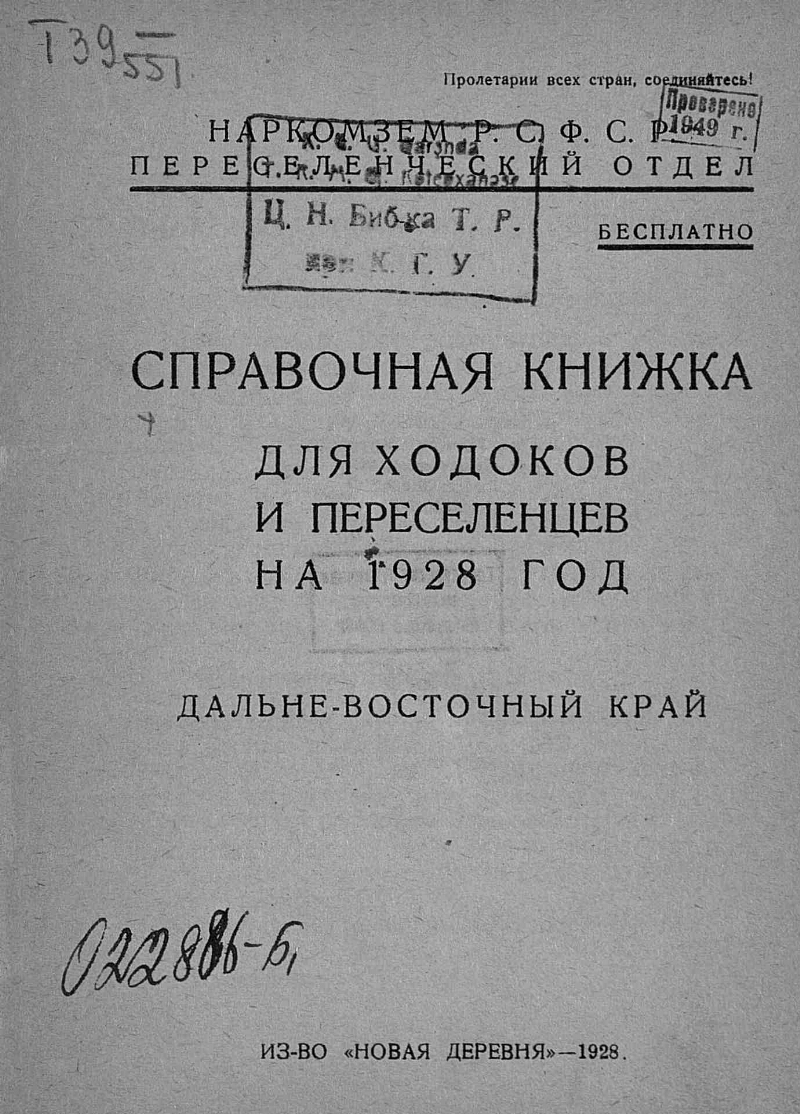 Т 39
551
Пролетарии всех стран, соединяйтесь!
Проверено
1949 г.
НАРКОМЗЕМ Р. С. Ф. С. Р.
ПЕРЕСЕЛЕНЧЕСКИЙ ОТДЕЛ
Ц. Н. Биб-ка Т. Р.
К. Г. У.
БЕСПЛАТНО
СПРАВОЧНАЯ КНИЖКА
ДЛЯ ХОДОКОВ
И ПЕРЕСЕЛЕНЦЕВ
НА 1928 ГОД
ДАЛЬНЕ-ВОСТОЧНЫЙ КРАЙ
022886-Б,
ИЗ-ВО «НОВАЯ ДЕРЕВНЯ»—1928.